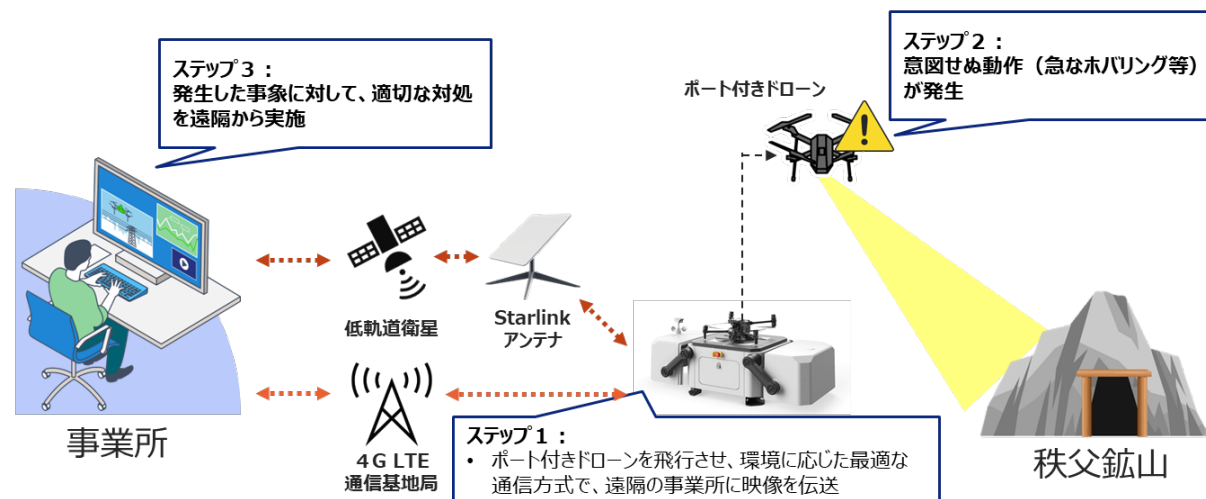 ステップ3:
発生した事象に対して、適切な対処
を遠隔から実施
ステップ2:
意図せぬ動作(急なホバリング等)
が発生
ポート付きドローン
低軌道衛星
Starlink
アンテナ
事業所
4G LTE
通信基地局
ステップ1:
• ポート付きドローンを飛行させ、環境に応じた最適な
通信方式で、遠隔の事業所に映像を伝送
秩父鉱山